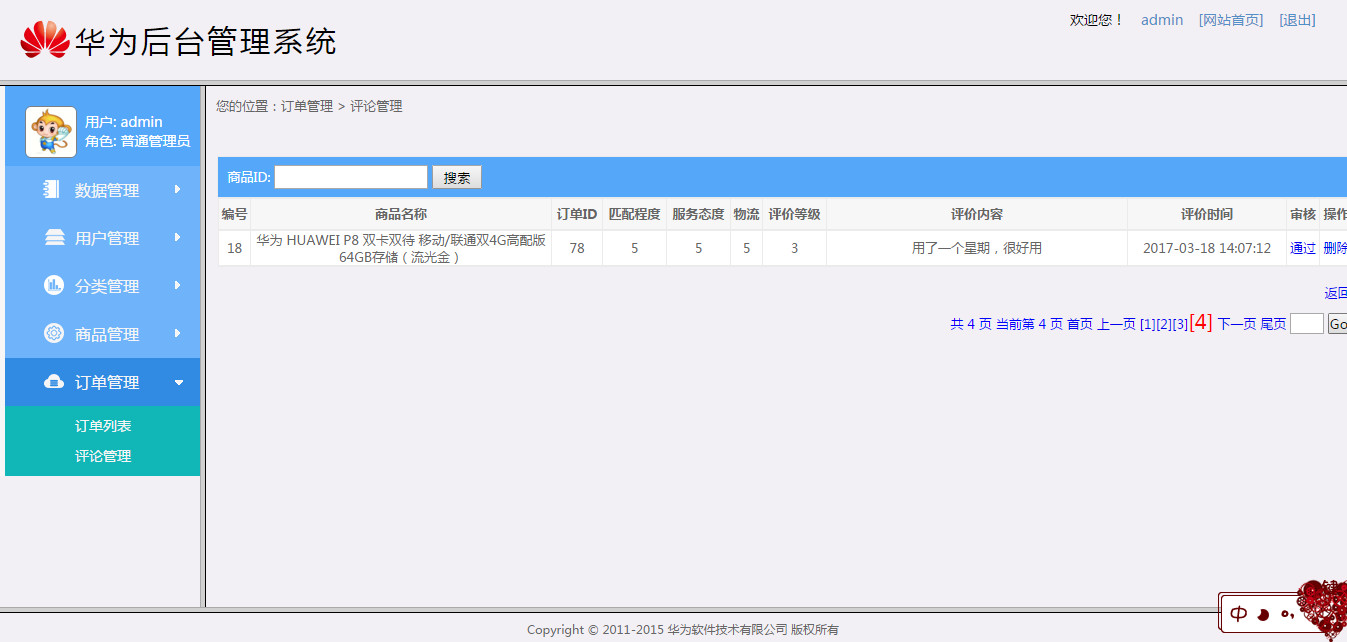 华为后台管理系统
欢迎您！ admin [网站首页] [退出]
用户: admin
角色: 普通管理员
数据管理
用户管理
分类管理
商品管理
订单管理
订单列表
评论管理
您的位置：订单管理 > 评论管理
商品ID: 搜索
编号 商品名称 订单ID 匹配程度 服务态度 物流 评价等级 评价内容 评价时间 审核 操作
18 华为 HUAWEI P8 双卡双待 移动/联通双4G高配版 64GB存储（流光金） 78 5 5 5 3 用了一个星期，很好用 2017-03-18 14:07:12 通过 删除
返回
共 4 页 当前第 4 页 首页 上一页 [1][2][3][4] 下一页 尾页 Go
Copyright © 2011-2015 华为软件技术有限公司 版权所有
中